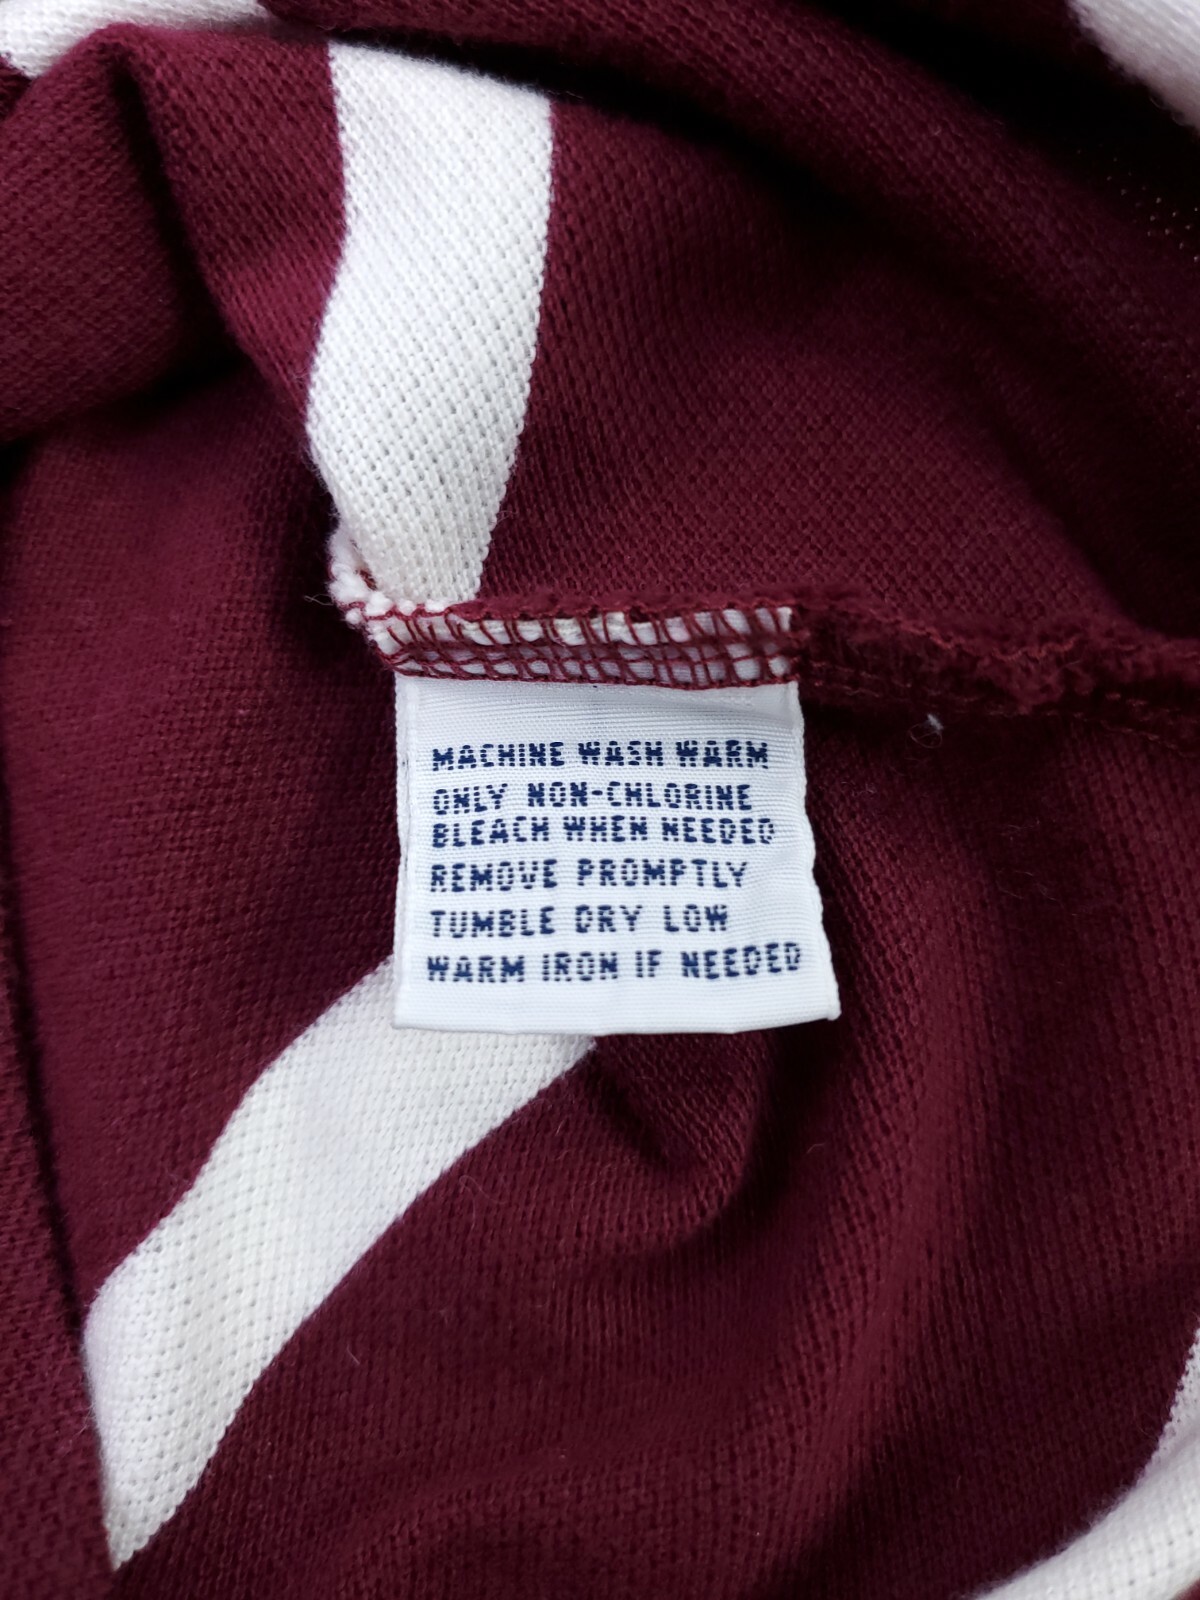 MACHINE WASH WARM
ONLY NON-CHLORINE
BLEACH WHEN NEEDED
REMOVE PROMPTLY
TUMBLE DRY LOW
WARM IRON IF NEEDED